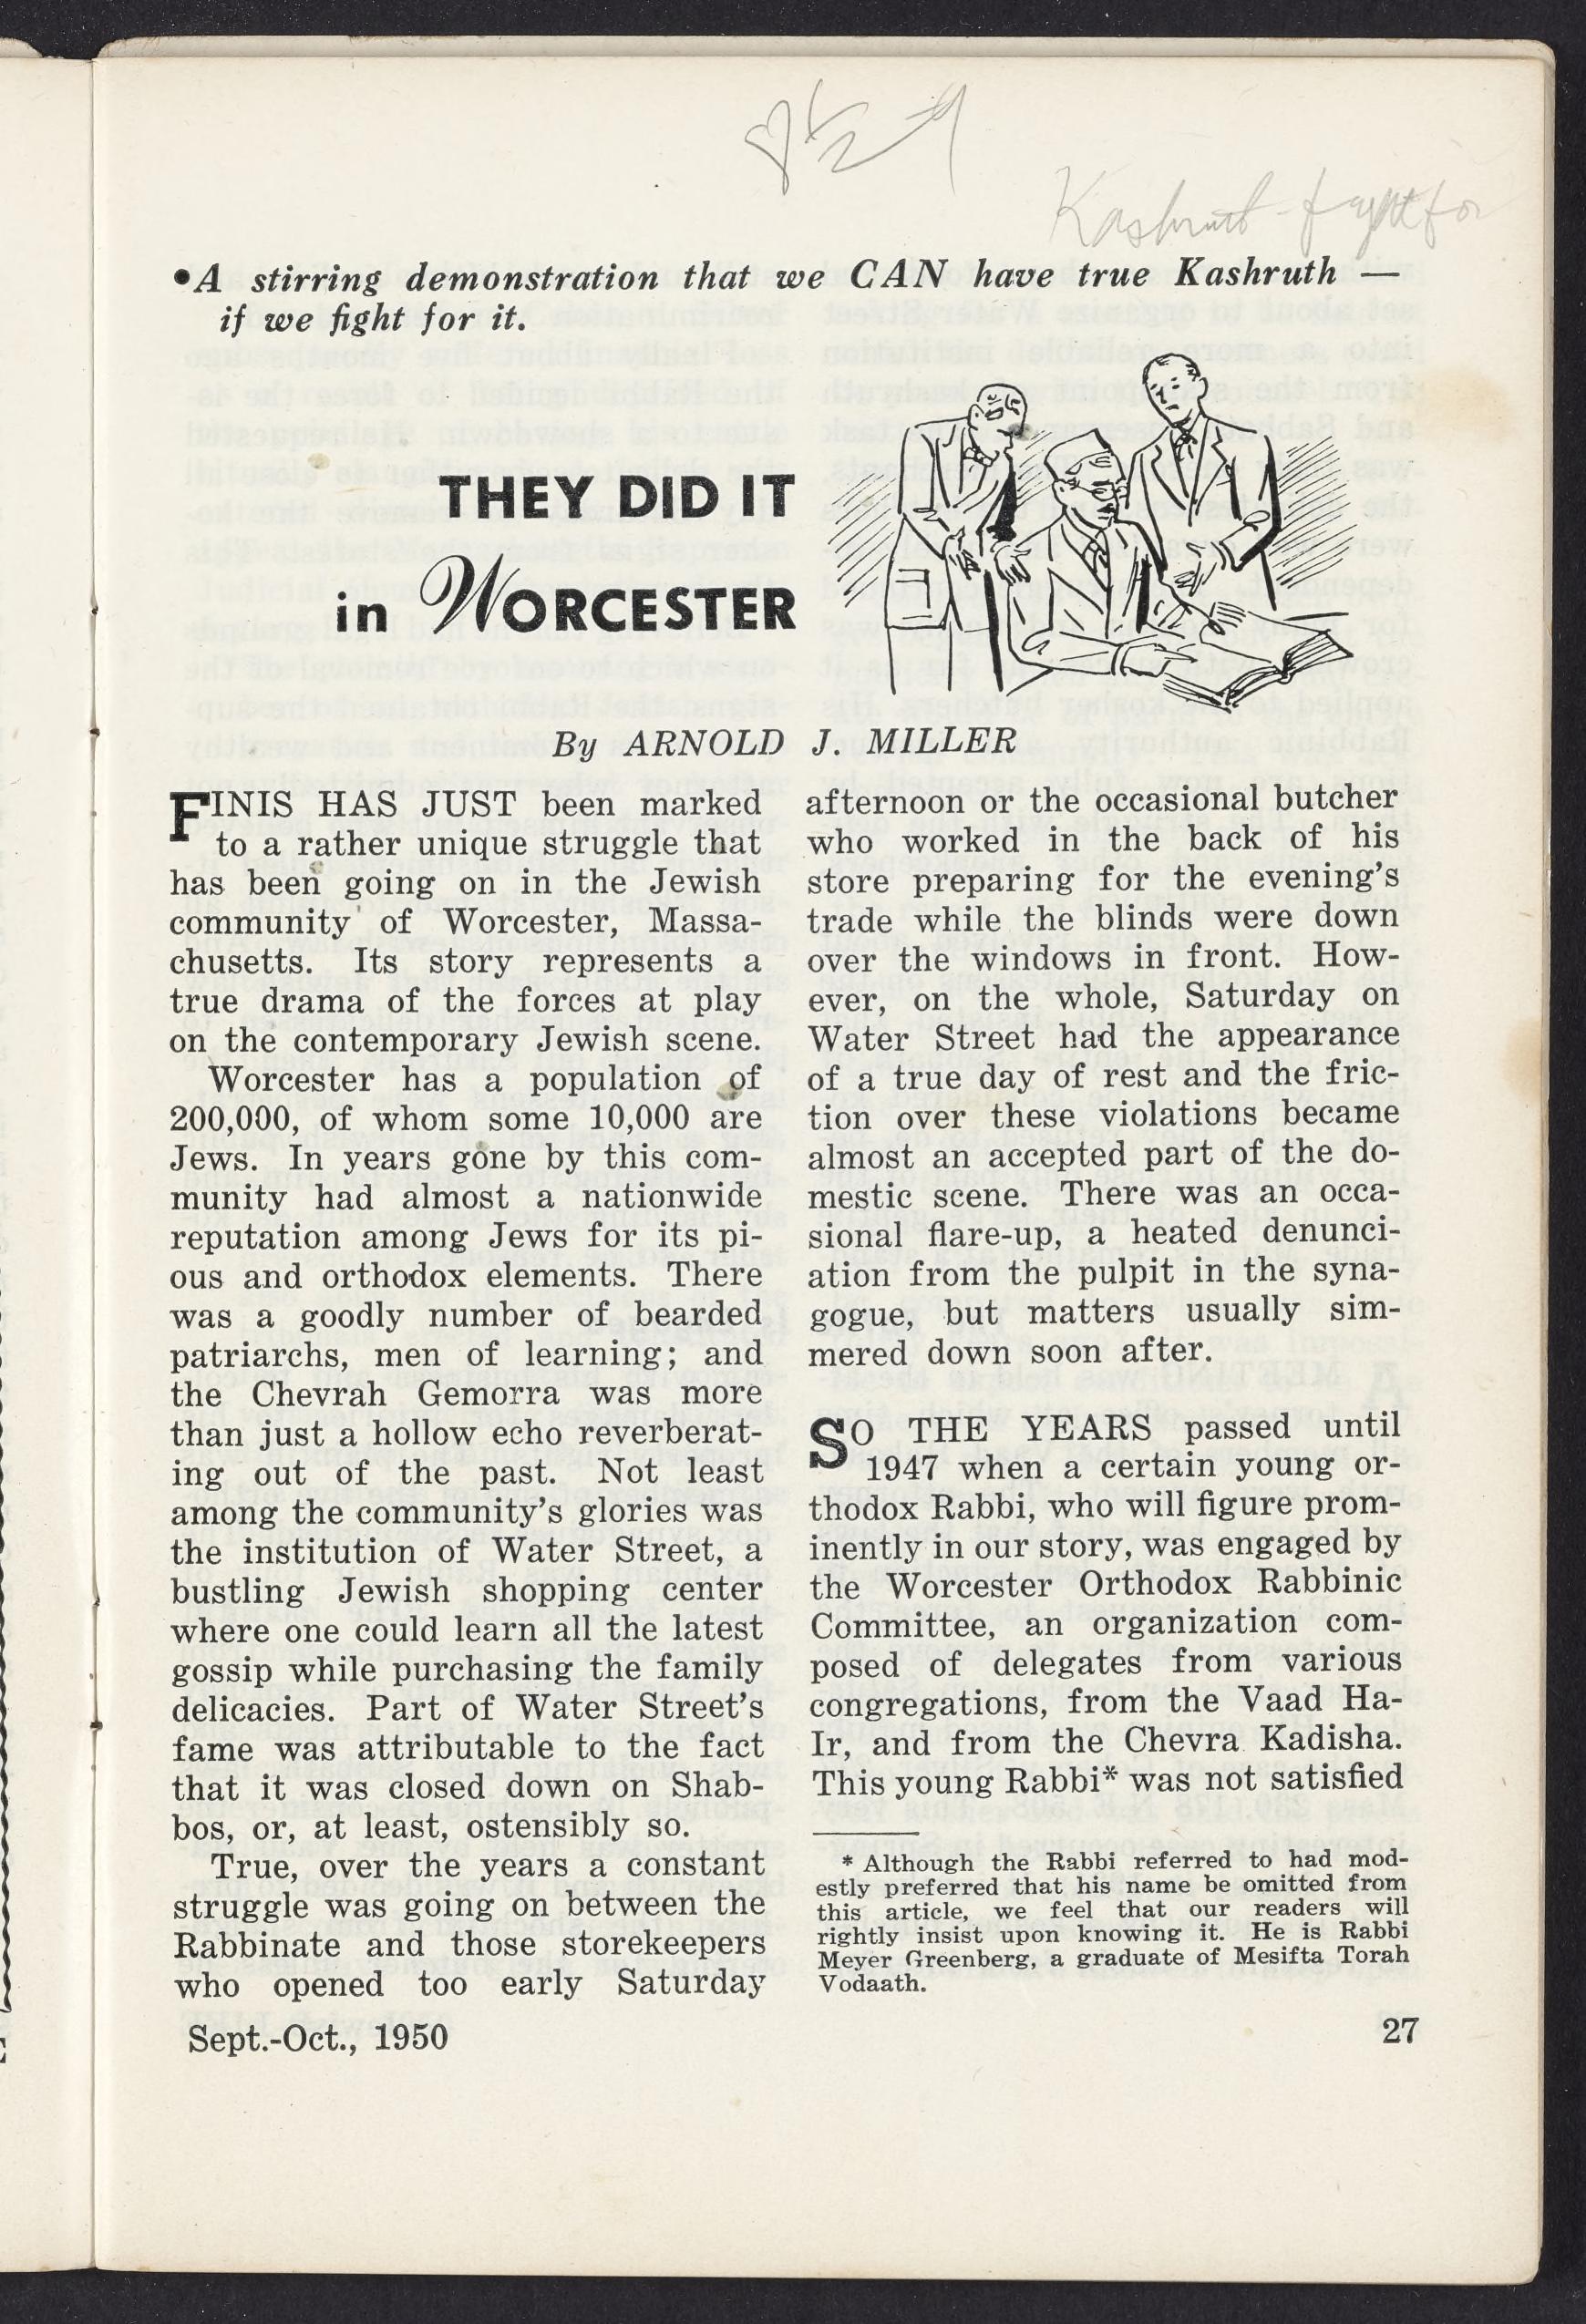 Kashruth - fight for
•A stirring demonstration that we CAN have true Kashruth —
if we fight for it.
THEY DID IT
in WORCESTER
By ARNOLD J. MILLER
FINIS HAS JUST been marked
to a rather unique struggle that
has been going on in the Jewish
community of Worcester, Massa-
chusetts. Its story represents a
true drama of the forces at play
on the contemporary Jewish scene.
Worcester has a population of
200,000, of whom some 10,000 are
Jews. In years gone by this com-
munity had almost a nationwide
reputation among Jews for its pi-
ous and orthodox elements. There
was a goodly number of bearded
patriarchs, men of learning; and
the Chevrah Gemorra was more
than just a hollow echo reverberat-
ing out of the past. Not least
among the community's glories was
the institution of Water Street, a
bustling Jewish shopping center
where one could learn all the latest
gossip while purchasing the family
delicacies. Part of Water Street's
fame was attributable to the fact
that it was closed down on Shab-
bos, or, at least, ostensibly so.
True, over the years a constant
struggle was going on between the
Rabbinate and those storekeepers
who opened too early Saturday
afternoon or the occasional butcher
who worked in the back of his
store preparing for the evening's
trade while the blinds were down
over the windows in front. How-
ever, on the whole, Saturday on
Water Street had the appearance
of a true day of rest and the fric-
tion over these violations became
almost an accepted part of the do-
mestic scene. There was an occa-
sional flare-up, a heated denunci-
ation from the pulpit in the syna-
gogue, but matters usually sim-
mered down soon after.
SO THE YEARS passed until
1947 when a certain young or-
thodox Rabbi, who will figure prom-
inently in our story, was engaged by
the Worcester Orthodox Rabbinic
Committee, an organization com-
posed of delegates from various
congregations, from the Vaad Ha-
Ir, and from the Chevra Kadisha.
This young Rabbi* was not satisfied
* Although the Rabbi referred to had mod-
estly preferred that his name be omitted from
this article, we feel that our readers will
rightly insist upon knowing it. He is Rabbi
Meyer Greenberg, a graduate of Mesifta Torah
Vodaath.
Sept.-Oct., 1950
27